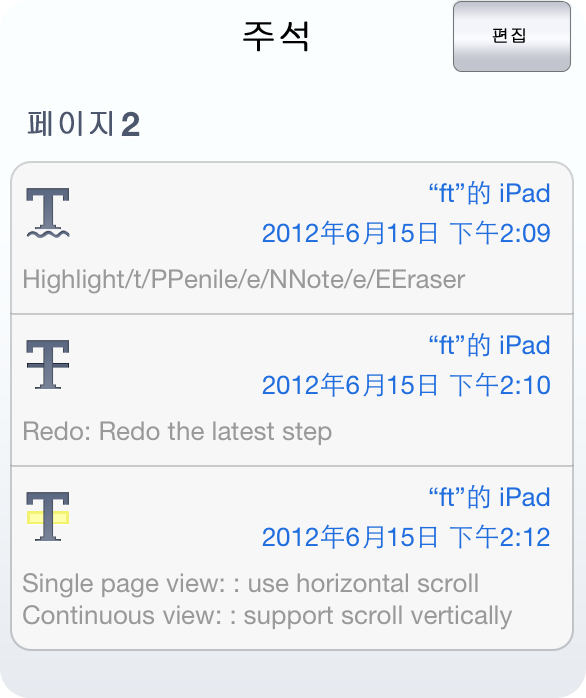 주석
편집
페이지 2
“ft”的 iPad
2012年6月15日 下午2:09
Highlight/t/PPenile/e/NNote/e/EEraser
“ft”的 iPad
2012年6月15日 下午2:10
Redo: Redo the latest step
“ft”的 iPad
2012年6月15日 下午2:12
Single page view: : use horizontal scroll
Continuous view: : support scroll vertically